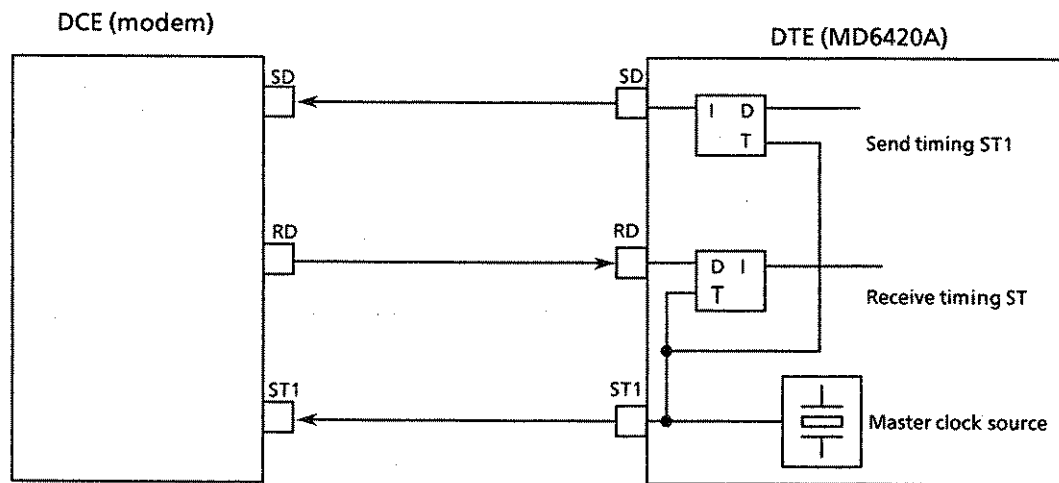 DCE (modem)
DTE (MD6420A)
SD
SD
I D
T
Send timing ST1
RD
RD
D I
T
Receive timing ST
ST1
ST1
Master clock source